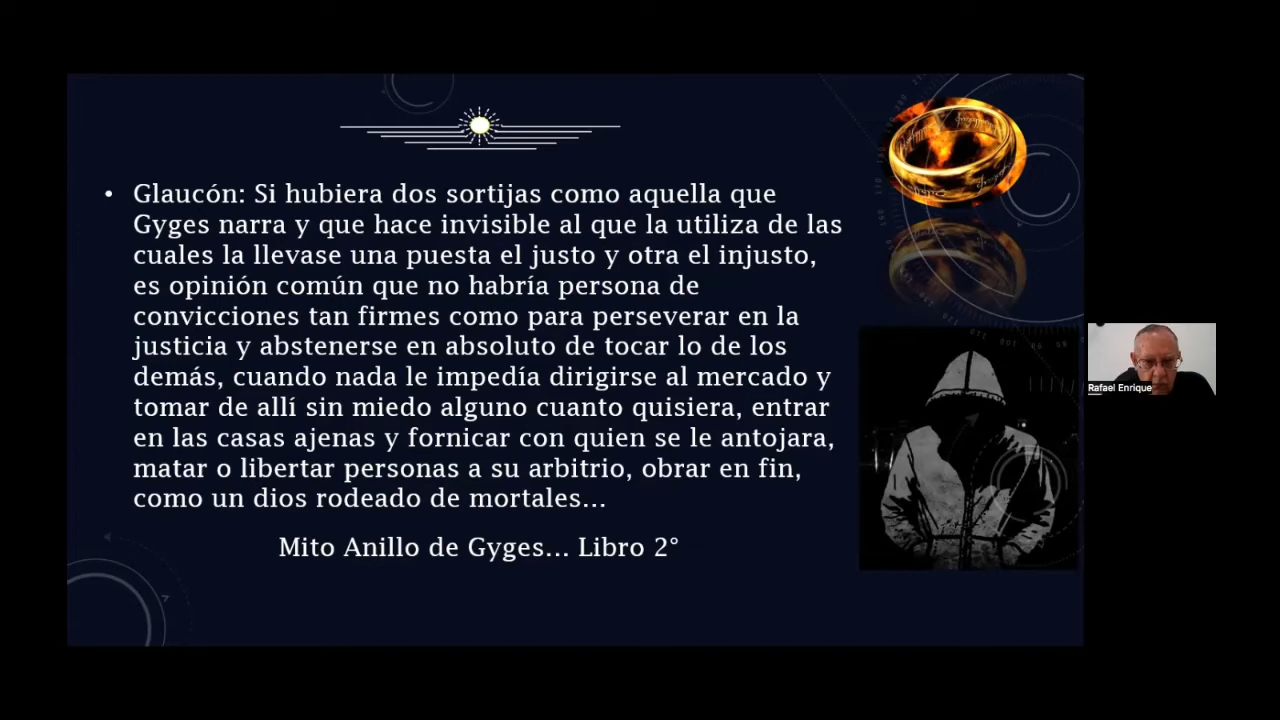 • Glaucón: Si hubiera dos sortijas como aquella que
Gyges narra y que hace invisible al que la utiliza de las
cuales la llevase una puesta el justo y otra el injusto,
es opinión común que no habría persona de
convicciones tan firmes como para perseverar en la
justicia y abstenerse en absoluto de tocar lo de los
demás, cuando nada le impedía dirigirse al mercado y
tomar de allí sin miedo alguno cuanto quisiera, entrar
en las casas ajenas y fornicar con quien se le antojara,
matar o libertar personas a su arbitrio, obrar en fin,
como un dios rodeado de mortales...
Mito Anillo de Gyges... Libro 2°
Rafael Enrique